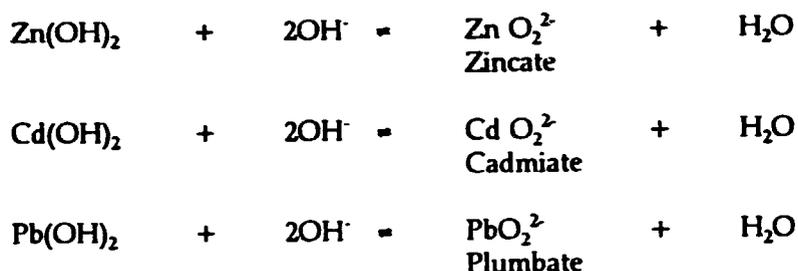 Zn(OH)₂ + 2OH⁻ = Zn O₂²⁻ + H₂O
Zincate
Cd(OH)₂ + 2OH⁻ = Cd O₂²⁻ + H₂O
Cadmiate
Pb(OH)₂ + 2OH⁻ = PbO₂²⁻ + H₂O
Plumbate